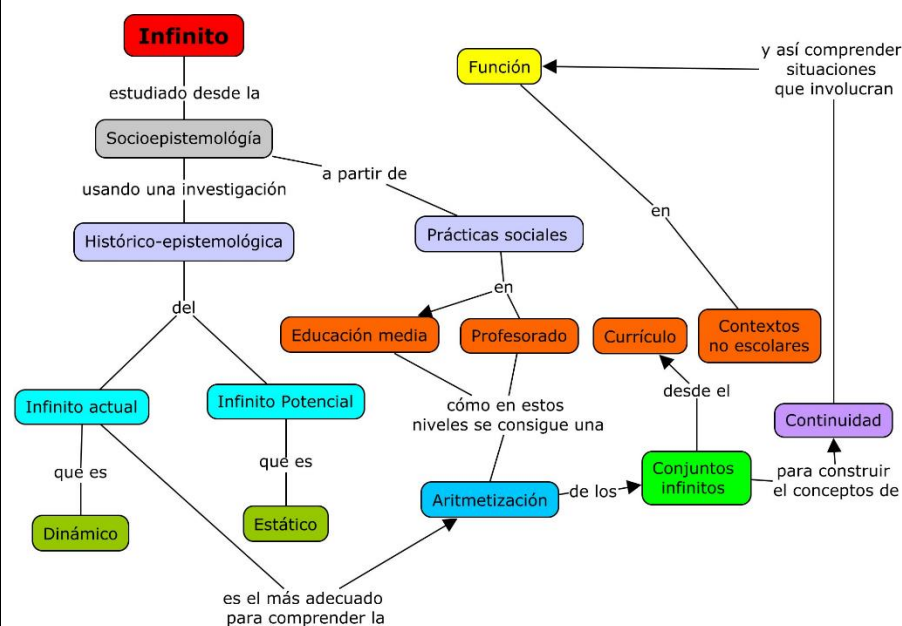 Infinito
estudiado desde la
Socioepistemológía
usando una investigación
Histórico-epistemológica
del
Infinito actual
Infinito Potencial
que es
que es
Dinámico
Estático
es el más adecuado
para comprender la
a partir de
Prácticas sociales
en
Educación media
Profesorado
cómo en estos
niveles se consigue una
Aritmetización
de los
Conjuntos
infinitos
desde el
Currículo
para construir
el conceptos de
Continuidad
y así comprender
situaciones
que involucran
Función
en
Contextos
no escolares